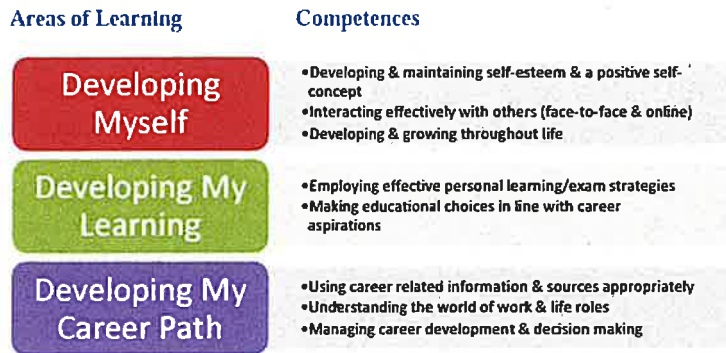 Areas of Learning
Competences
Developing
Myself
•Developing & maintaining self-esteem & a positive self-
concept
•Interacting effectively with others (face-to-face & online)
•Developing & growing throughout life
Developing My
Learning
•Employing effective personal learning/exam strategies
•Making educational choices in line with career
aspirations
Developing My
Career Path
•Using career related information & sources appropriately
•Understanding the world of work & life roles
•Managing career development & decision making